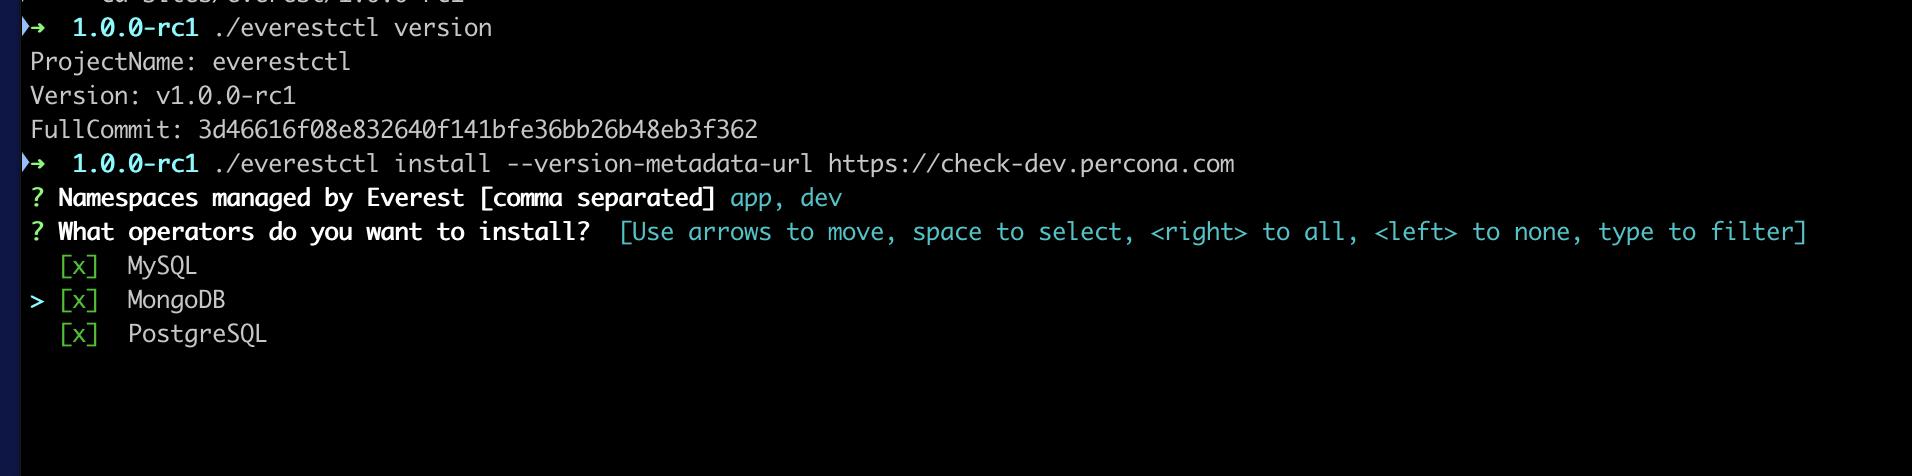 ➜ 1.0.0-rc1 ./everestctl version
ProjectName: everestctl
Version: v1.0.0-rc1
FullCommit: 3d46616f08e832640f141bfe36bb26b48eb3f362
➜ 1.0.0-rc1 ./everestctl install --version-metadata-url https://check-dev.percona.com
? Namespaces managed by Everest [comma separated] app, dev
? What operators do you want to install?  [Use arrows to move, space to select, <right> to all, <left> to none, type to filter]
[x]  MySQL
> [x]  MongoDB
[x]  PostgreSQL